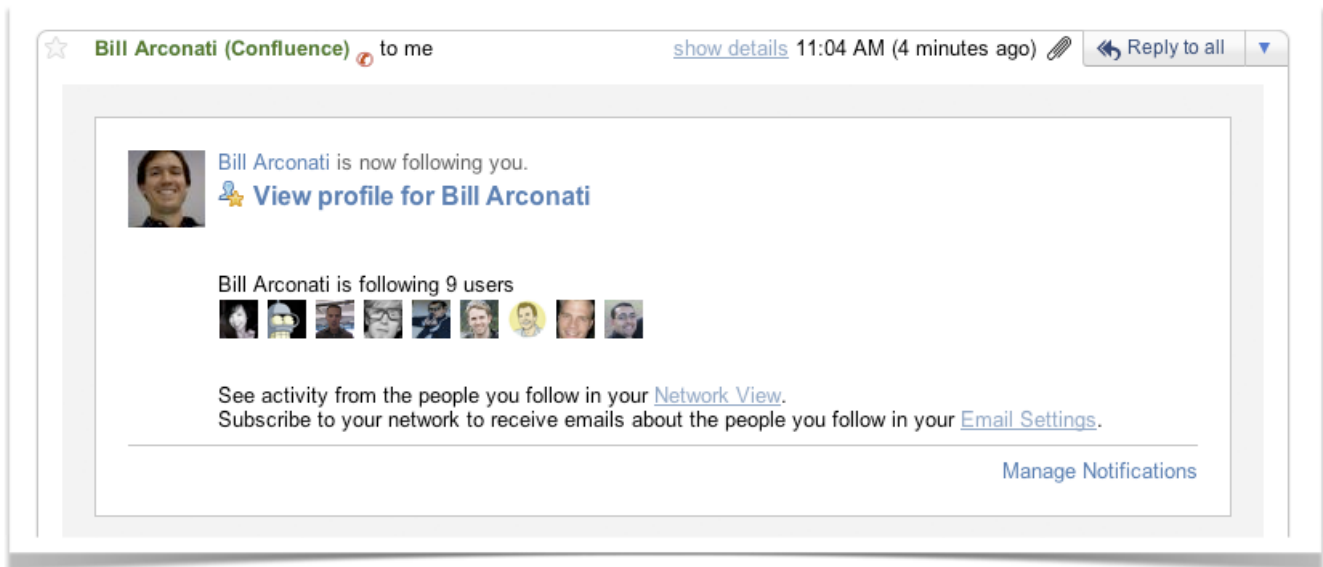 Bill Arconati (Confluence) to me show details 11:04 AM (4 minutes ago) Reply to all
Bill Arconati is now following you.
View profile for Bill Arconati
Bill Arconati is following 9 users
See activity from the people you follow in your Network View.
Subscribe to your network to receive emails about the people you follow in your Email Settings.
Manage Notifications